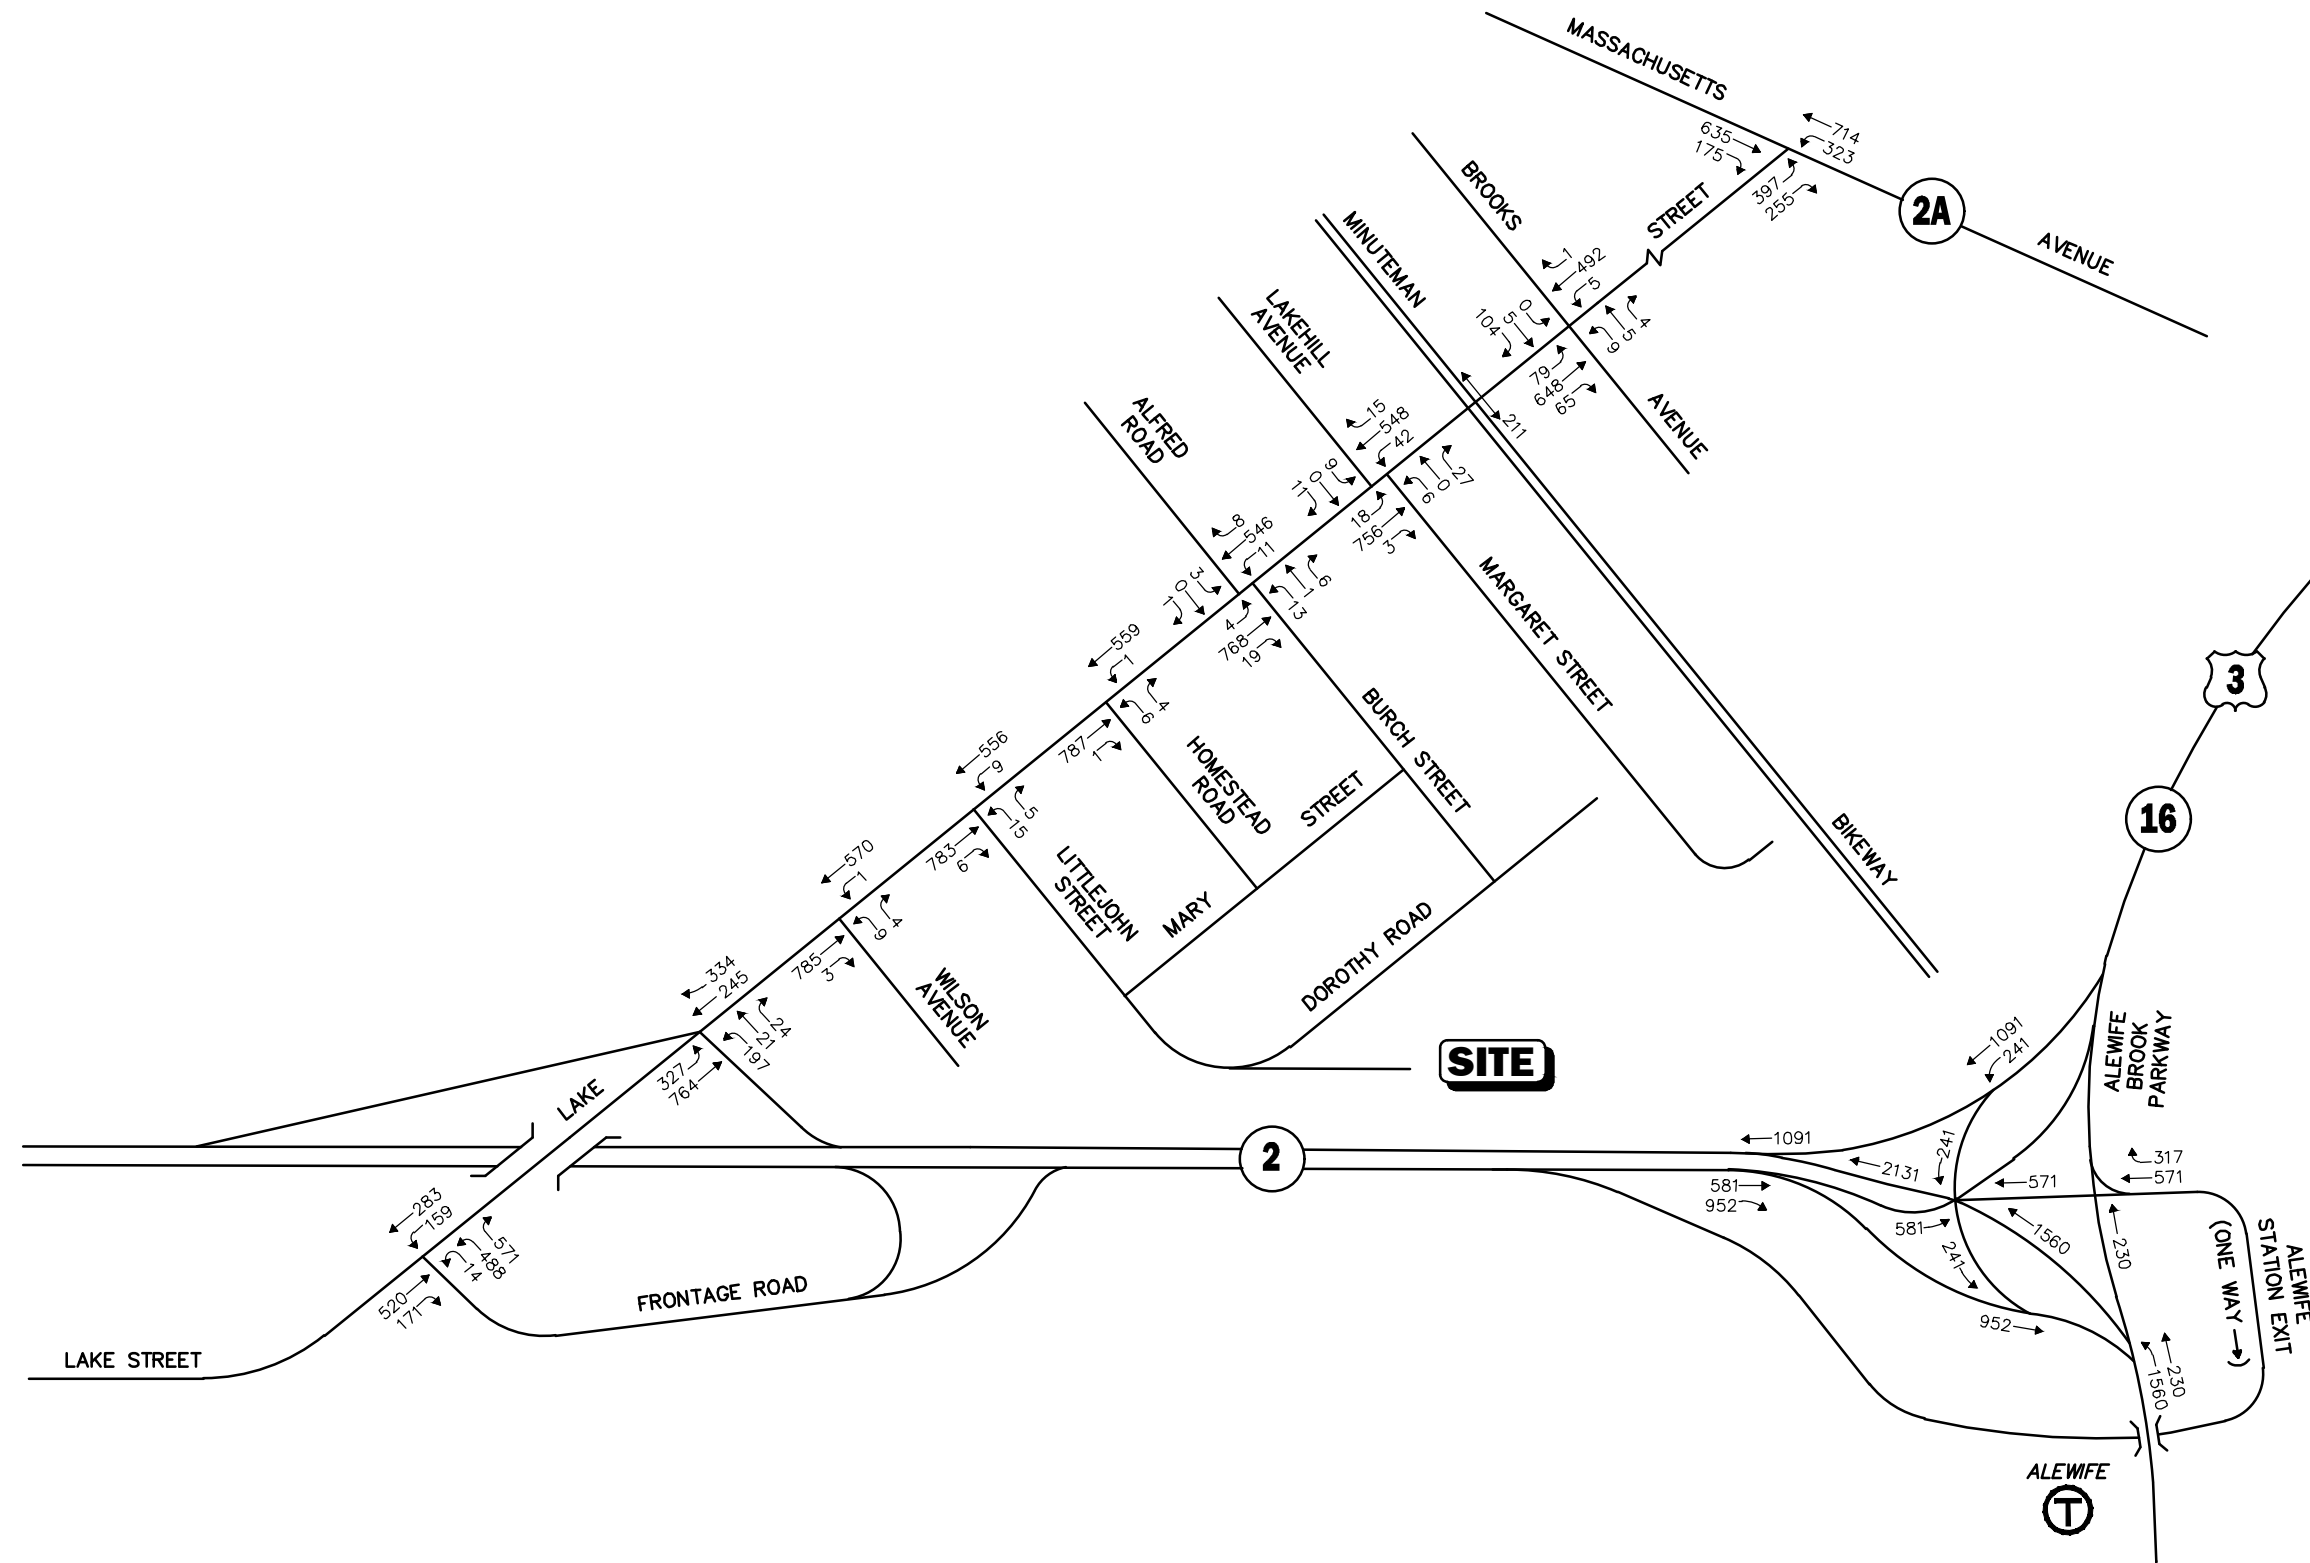 MASSACHUSETTS
714
323
635
175
397
255
2A
AVENUE
BROOKS
STREET
MINUTEMAN
1
492
5
0
5
104
4
5
9
79
648
65
AVENUE
211
LAKEHILL
AVENUE
15
548
42
9
0
11
27
0
6
18
756
3
ALFRED
ROAD
8
546
11
3
0
1
6
1
13
4
768
19
MARGARET STREET
559
1
4
6
787
1
BURCH STREET
HOMESTEAD
ROAD
3
556
9
5
15
783
6
STREET
MARY
LITTLEJOHN
STREET
16
BIKEWAY
570
1
4
9
785
3
DOROTHY ROAD
WILSON
AVENUE
334
245
24
21
197
327
764
SITE
1091
241
ALEWIFE
BROOK
PARKWAY
LAKE
2
1091
2131
241
571
317
571
581
952
581
241
1560
230
952
230
1560
283
159
571
488
14
520
171
FRONTAGE ROAD
LAKE STREET
ALEWIFE
STATION EXIT
(ONE WAY )
ALEWIFE
T